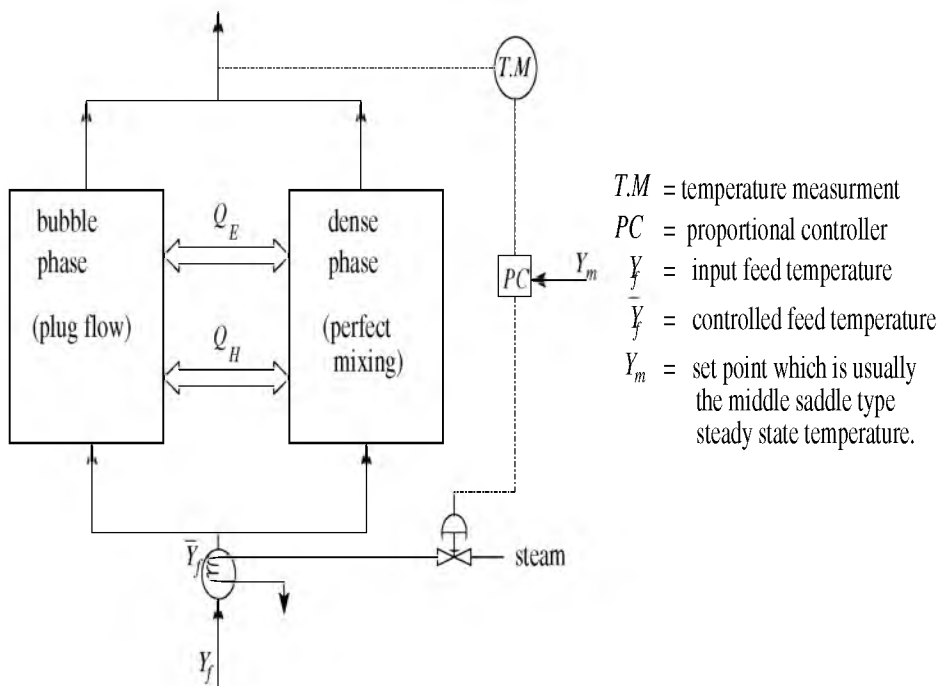 T.M
bubble
phase
(plug flow)
Q_E
Q_H
dense
phase
(perfect
mixing)
PC
Y_m
Y̅_f
steam
Y_f
T.M = temperature measurment
PC = proportional controller
Y_f = input feed temperature
Y̅_f = controlled feed temperature
Y_m = set point which is usually
the middle saddle type
steady state temperature.